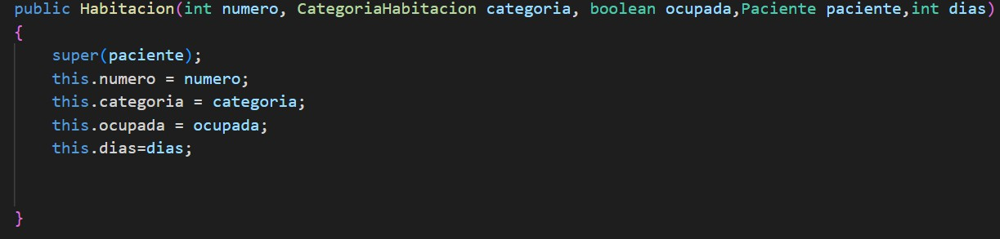 public Habitacion(int numero, CategoriaHabitacion categoria, boolean ocupada,Paciente paciente,int dias)
{
    super(paciente);
    this.numero = numero;
    this.categoria = categoria;
    this.ocupada = ocupada;
    this.dias=dias;
}